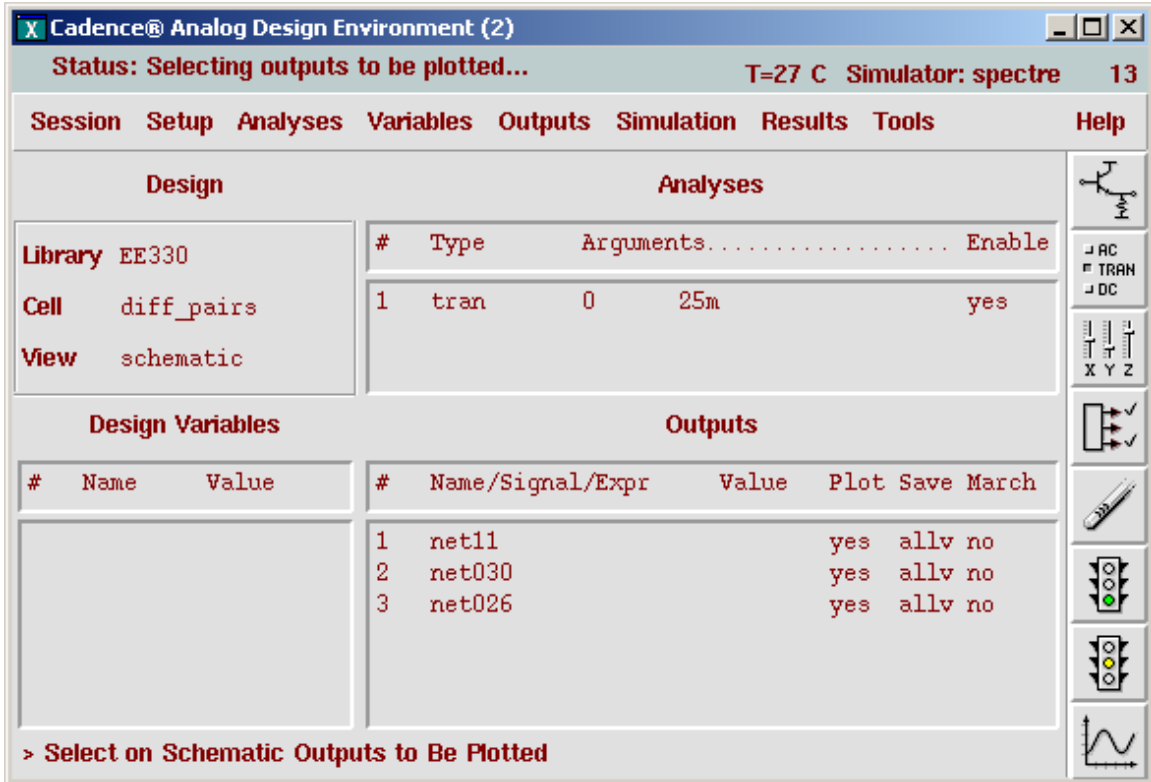 X Cadence® Analog Design Environment (2)
Status: Selecting outputs to be plotted... T=27 C Simulator: spectre 13
Session Setup Analyses Variables Outputs Simulation Results Tools Help
Design
Library EE330
Cell diff_pairs
View schematic
Analyses
# Type Arguments................... Enable
1 tran 0 25m yes
Design Variables
# Name Value
Outputs
# Name/Signal/Expr Value Plot Save March
1 net11 yes allv no
2 net030 yes allv no
3 net026 yes allv no
AC
TRAN
DC
X Y Z
> Select on Schematic Outputs to Be Plotted